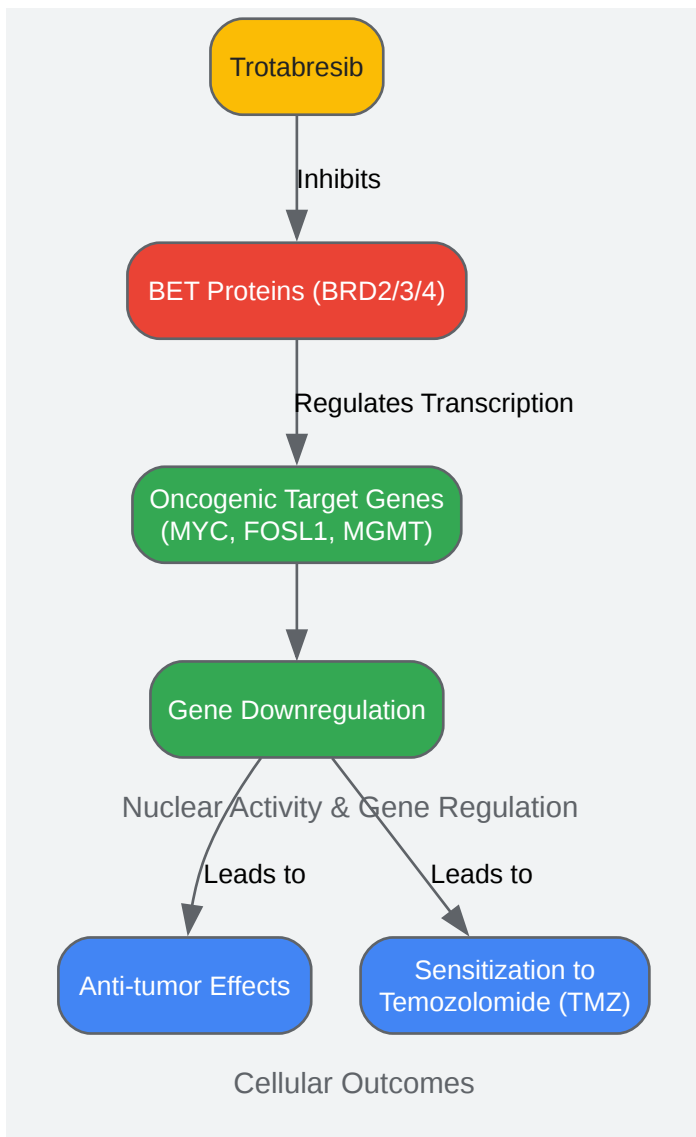 Trotabresib
Inhibits
BET Proteins (BRD2/3/4)
Regulates Transcription
Oncogenic Target Genes
(MYC, FOSL1, MGMT)
Gene Downregulation
Nuclear Activity & Gene Regulation
Leads to
Leads to
Anti-tumor Effects
Sensitization to
Temozolomide (TMZ)
Cellular Outcomes